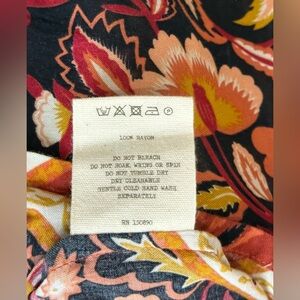 100% RAYON
DO NOT BLEACH
DO NOT SOAK, WRING OR SPIN
DO NOT TUMBLE DRY
DRY CLEANABLE
GENTLE COLD HAND WASH
SEPARATELY
RN 150890